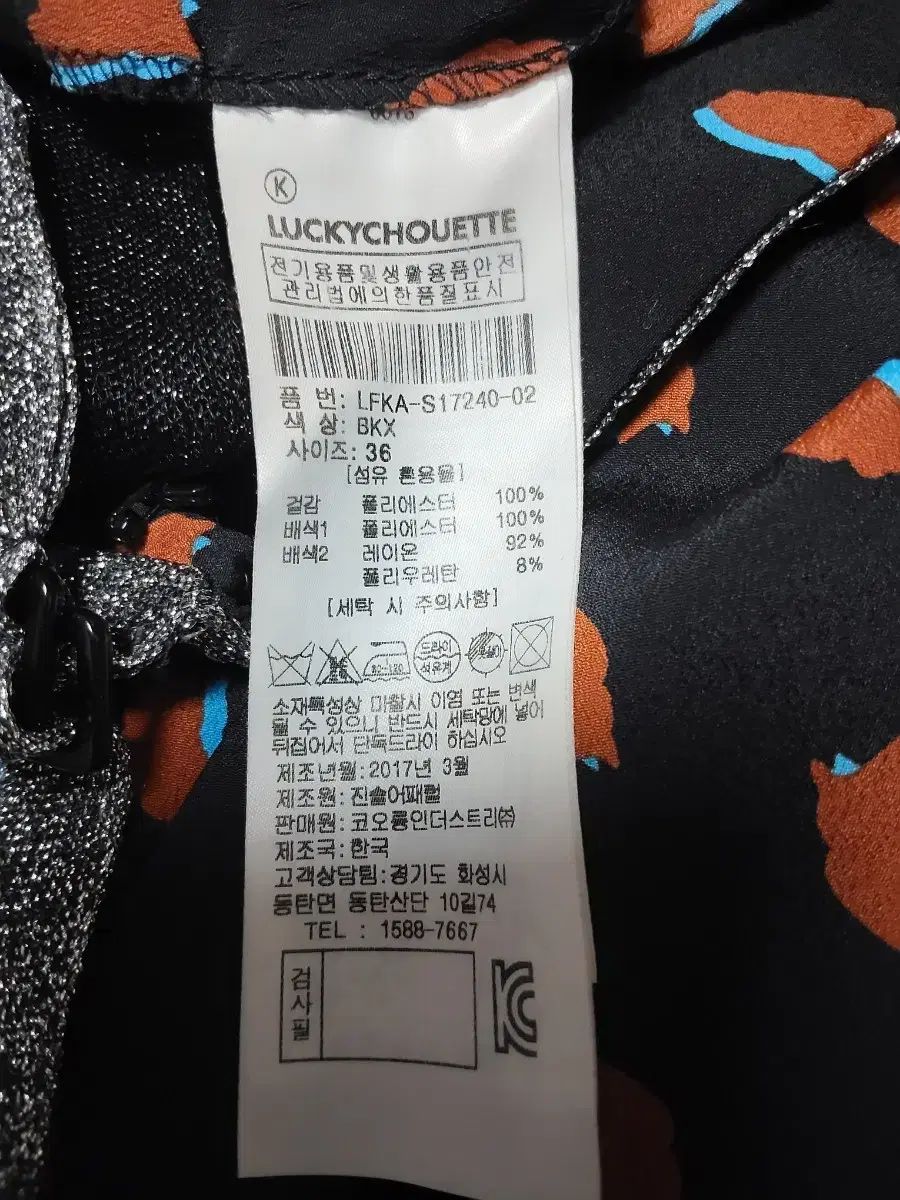 K
LUCKYCHOUETTE
전기용품및생활용품안전
관리법에의한품질표시
품 번: LFKA-S17240-02
색 상: BKX
사이즈: 36
[섬유 혼용율]
겉감 폴리에스터 100%
배색1 폴리에스터 100%
배색2 레이온 92%
폴리우레탄 8%
[세탁 시 주의사항]
80-120 드라이
석유계
소재특성상 마찰시 이염 또는 변색
될 수 있으니 반드시 세탁망에 넣어
뒤집어서 단독드라이 하십시오
제조년월: 2017년 3월
제조원: 진솔어패럴
판매원: 코오롱인더스트리㈜
제조국: 한국
고객상담팀: 경기도 화성시
동탄면 동탄산단 10길74
TEL : 1588-7667
검사필